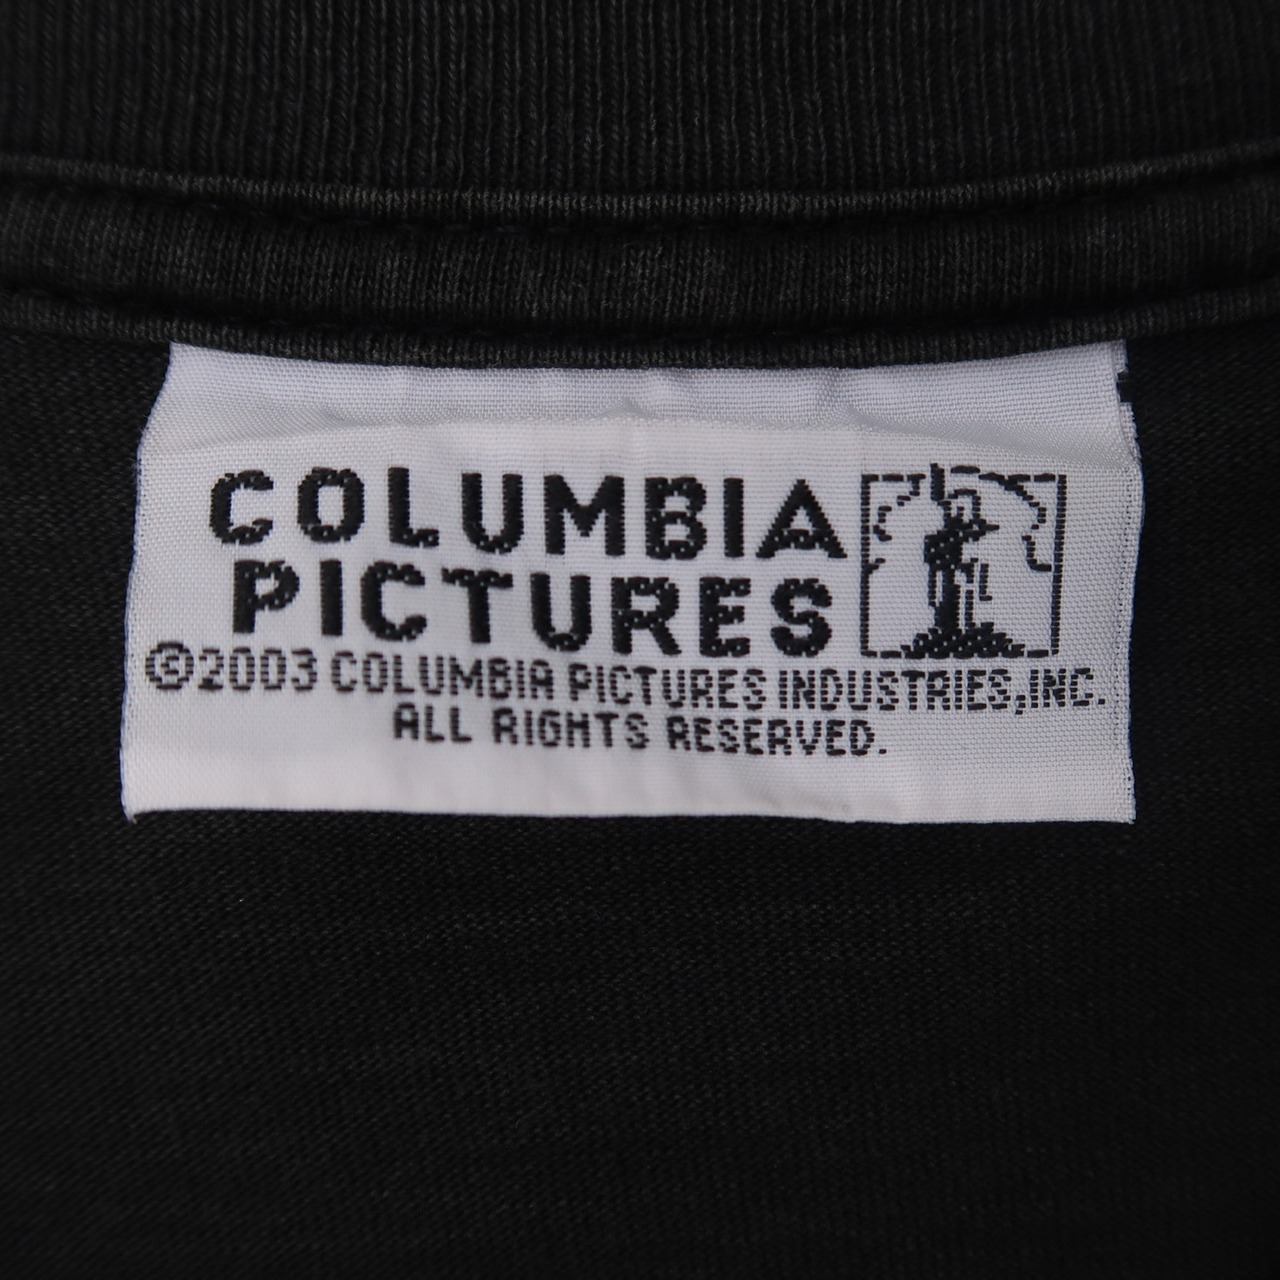 COLUMBIA
PICTURES
©2003 COLUMBIA PICTURES INDUSTRIES,INC.
ALL RIGHTS RESERVED.